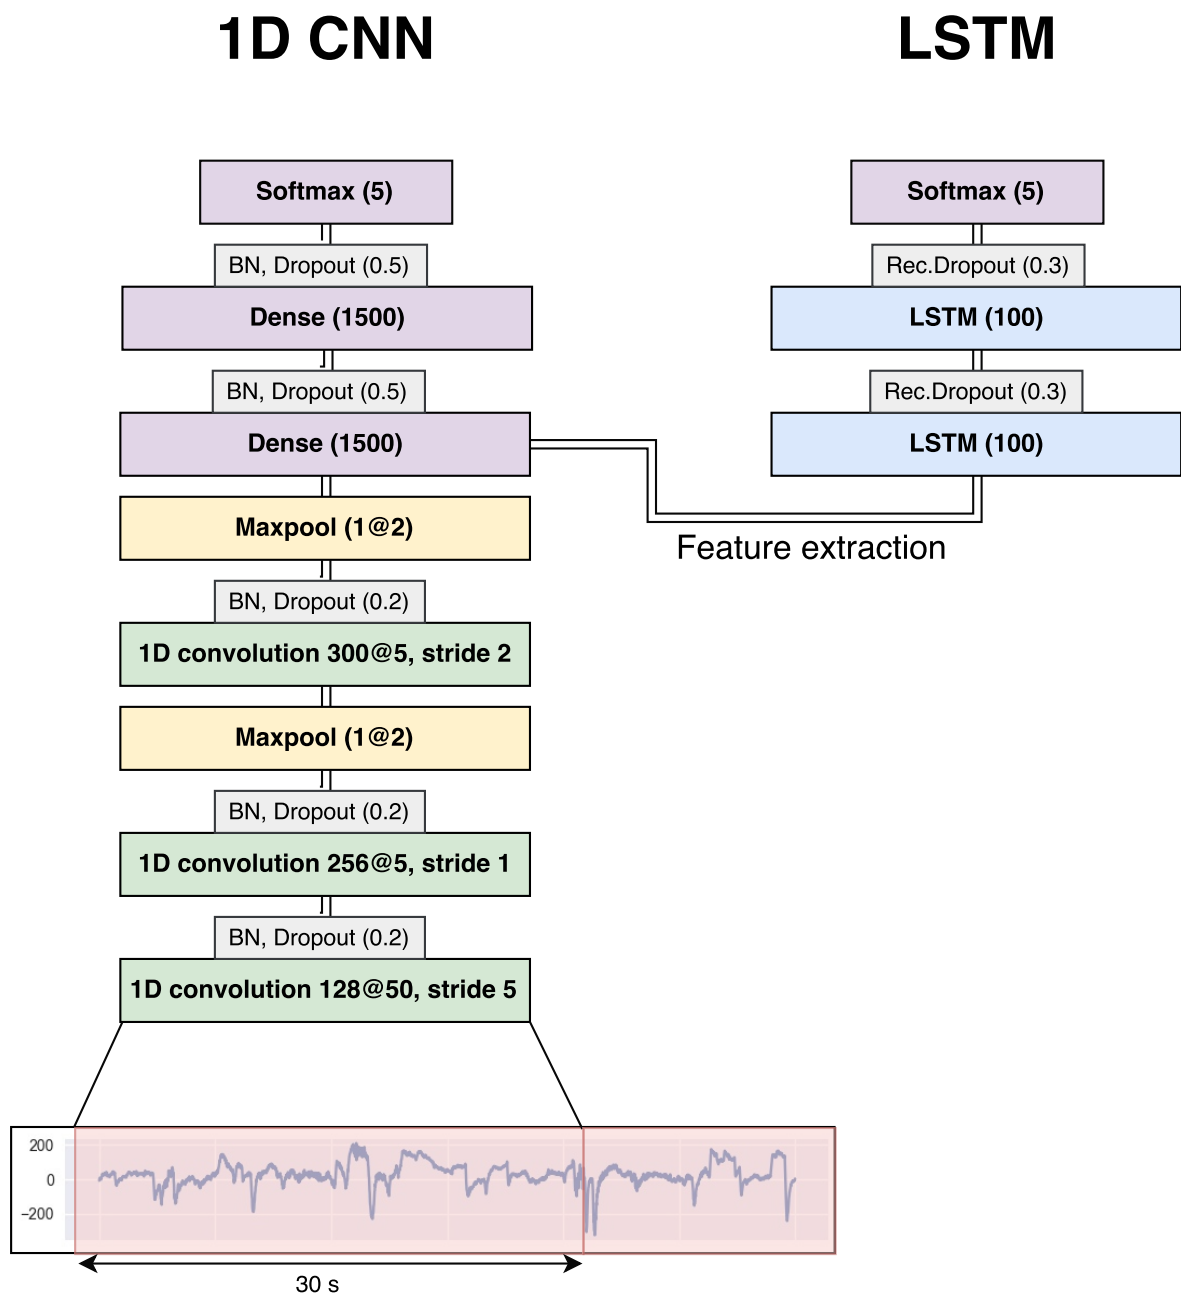 1D CNN
LSTM
Softmax (5)
BN, Dropout (0.5)
Dense (1500)
BN, Dropout (0.5)
Dense (1500)
Maxpool (1@2)
BN, Dropout (0.2)
1D convolution 300@5, stride 2
Maxpool (1@2)
BN, Dropout (0.2)
1D convolution 256@5, stride 1
BN, Dropout (0.2)
1D convolution 128@50, stride 5
Softmax (5)
Rec.Dropout (0.3)
LSTM (100)
Rec.Dropout (0.3)
LSTM (100)
Feature extraction
200
0
−200
30 s